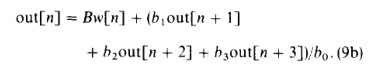 out[n] = Bw[n] + (b₁out[n + 1]
+ b₂out[n + 2] + b₃out[n + 3])/b₀. (9b)